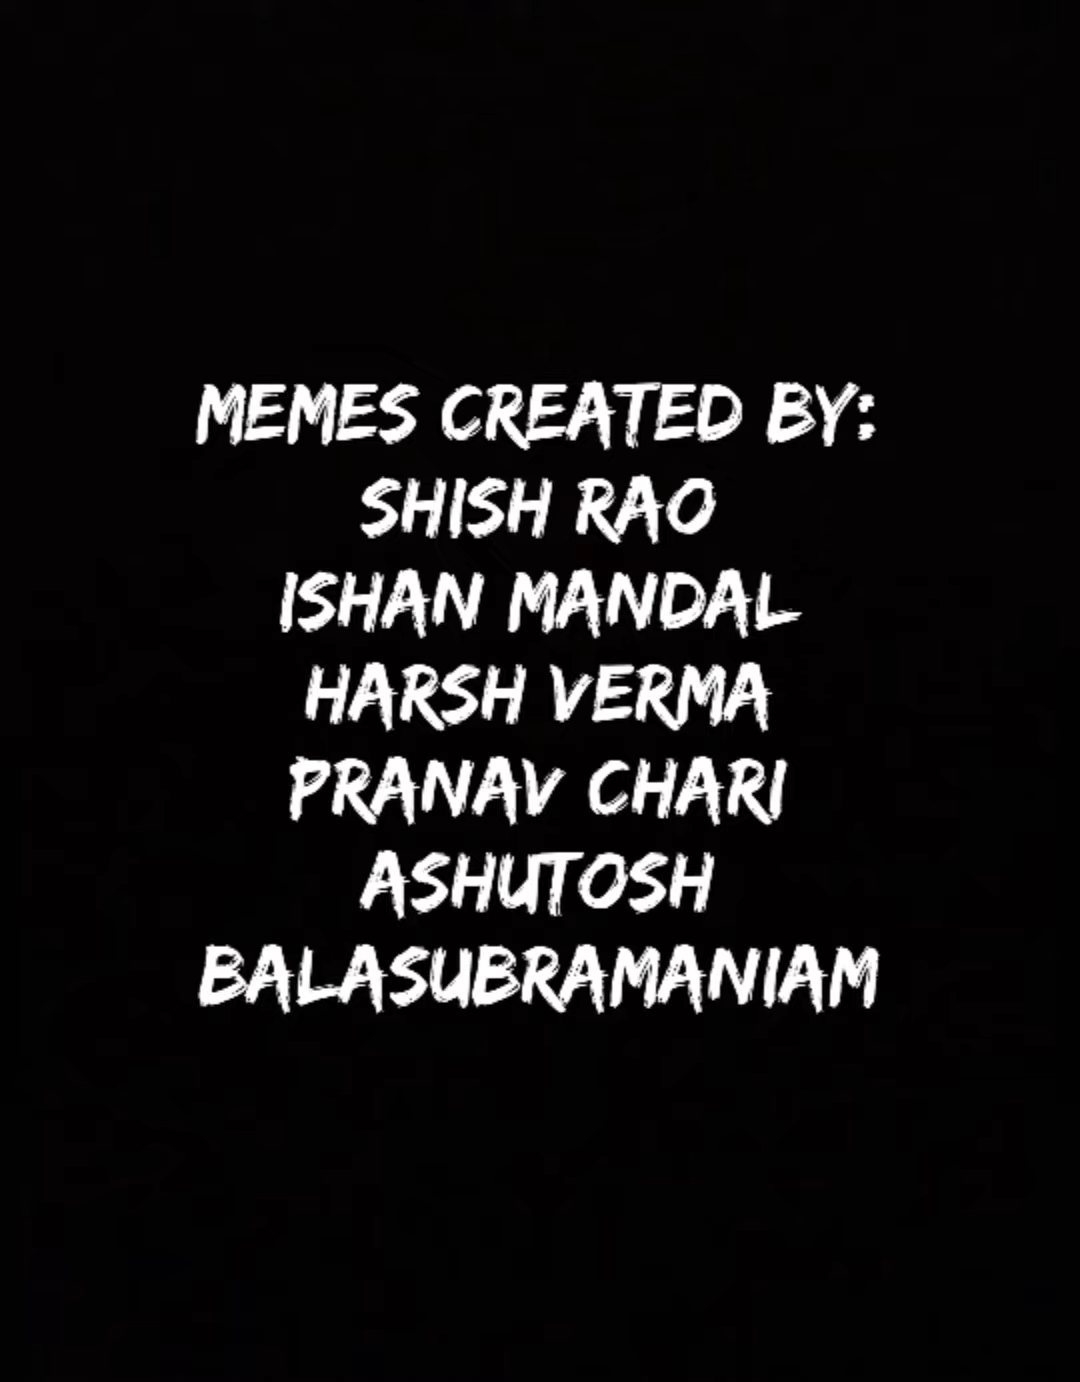 MEMES CREATED BY:
SHISH RAO
ISHAN MANDAL
HARSH VERMA
PRANAV CHARI
ASHUTOSH
BALASUBRAMANIAM